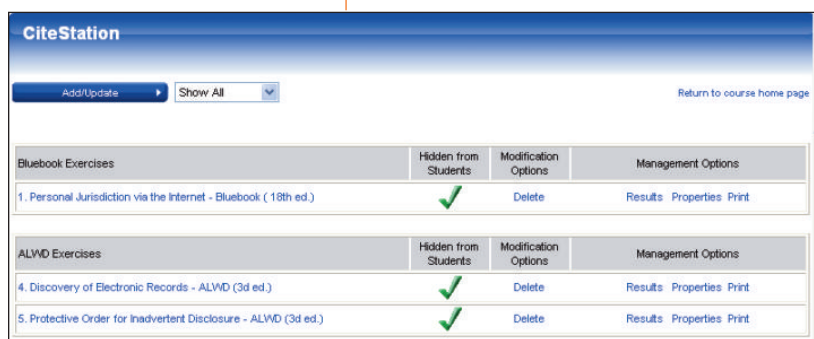 CiteStation
Add/Update Show All Return to course home page
Bluebook Exercises Hidden from Students Modification Options Management Options
1. Personal Jurisdiction via the Internet - Bluebook ( 18th ed.) Delete Results Properties Print
ALWD Exercises Hidden from Students Modification Options Management Options
4. Discovery of Electronic Records - ALWD (3d ed.) Delete Results Properties Print
5. Protective Order for Inadvertent Disclosure - ALWD (3d ed.) Delete Results Properties Print